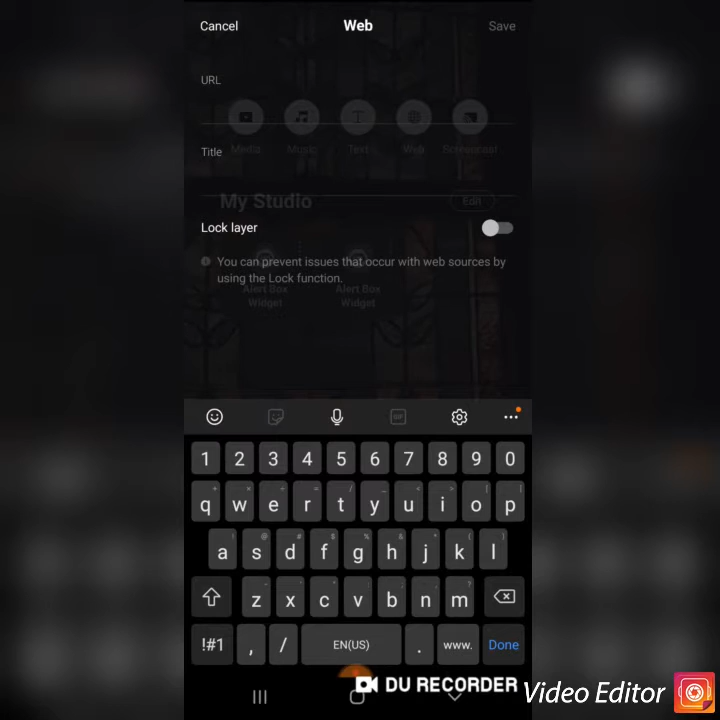 Cancel Web Save
URL
Media Music Text Web Screencast
Title
My Studio Edit
Lock layer
You can prevent issues that occur with web sources by
using the Lock function.
Alert Box Alert Box
Widget Widget
GIF
1 2 3 4 5 6 7 8 9 0
q w e r t y u i o p
a s d f g h j k l
z x c v b n m
!#1 , / EN(US) . www. Done
DU RECORDER Video Editor